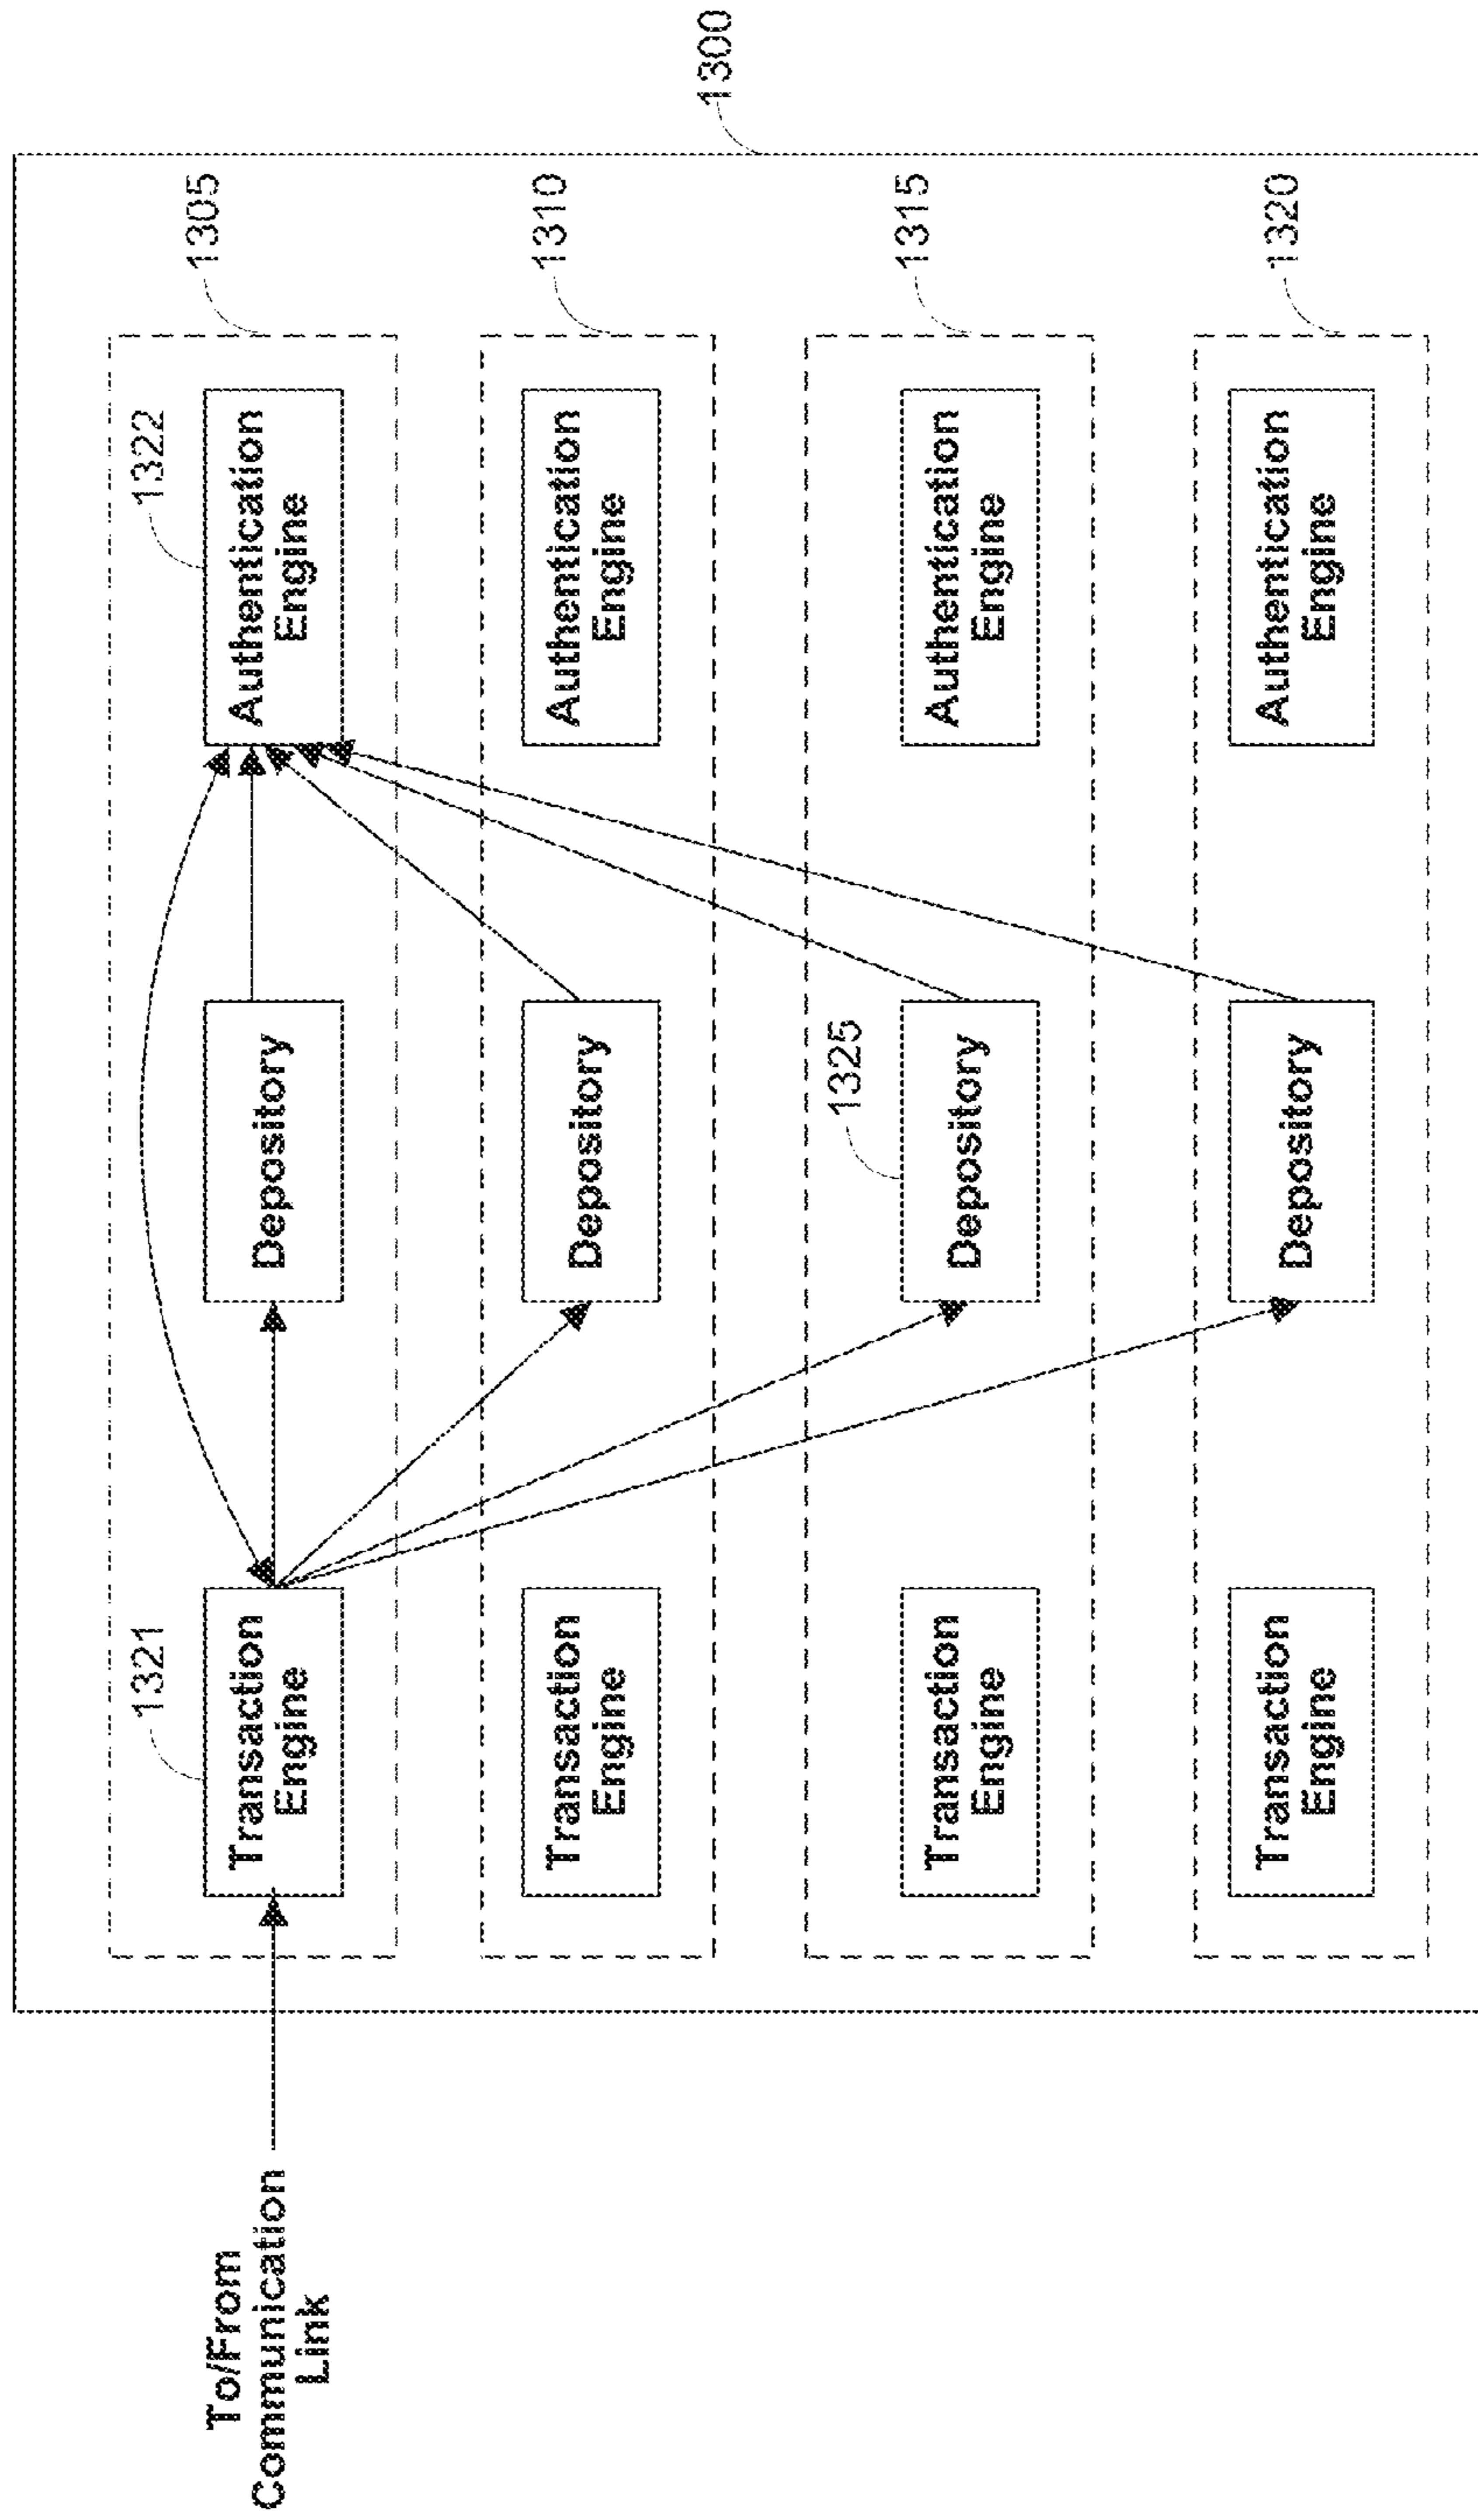 1300
1305
1322
Authentication
Engine
Depository
1321
Transaction
Engine
To/From
Communication
Link
1310
Authentication
Engine
Depository
Transaction
Engine
1315
Authentication
Engine
1325
Depository
Transaction
Engine
1320
Authentication
Engine
Depository
Transaction
Engine